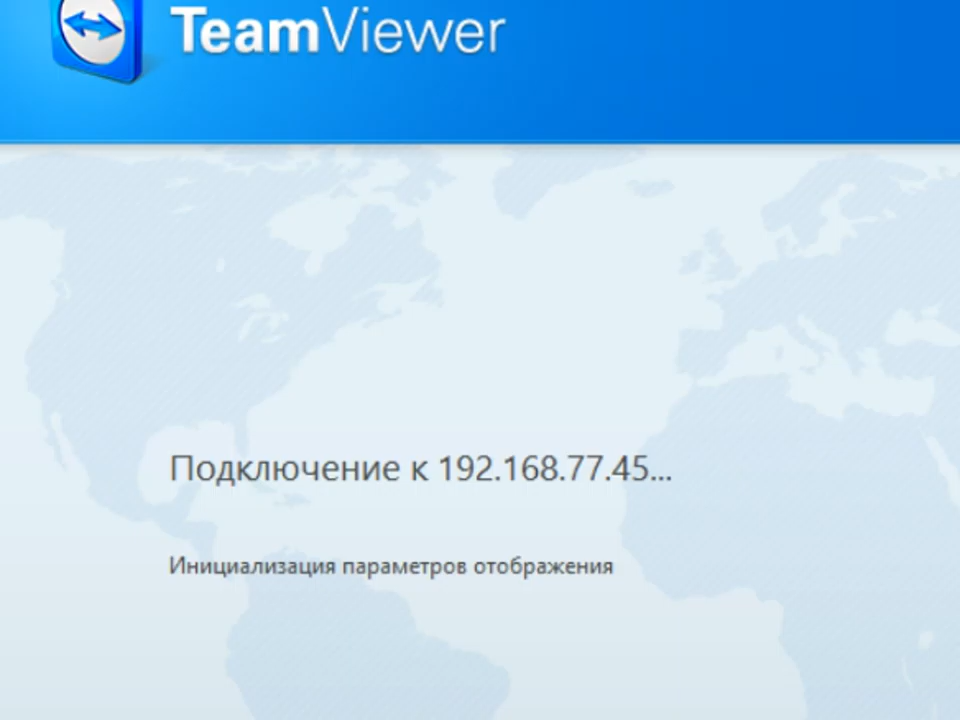 TeamViewer
Подключение к 192.168.77.45...
Инициализация параметров отображения